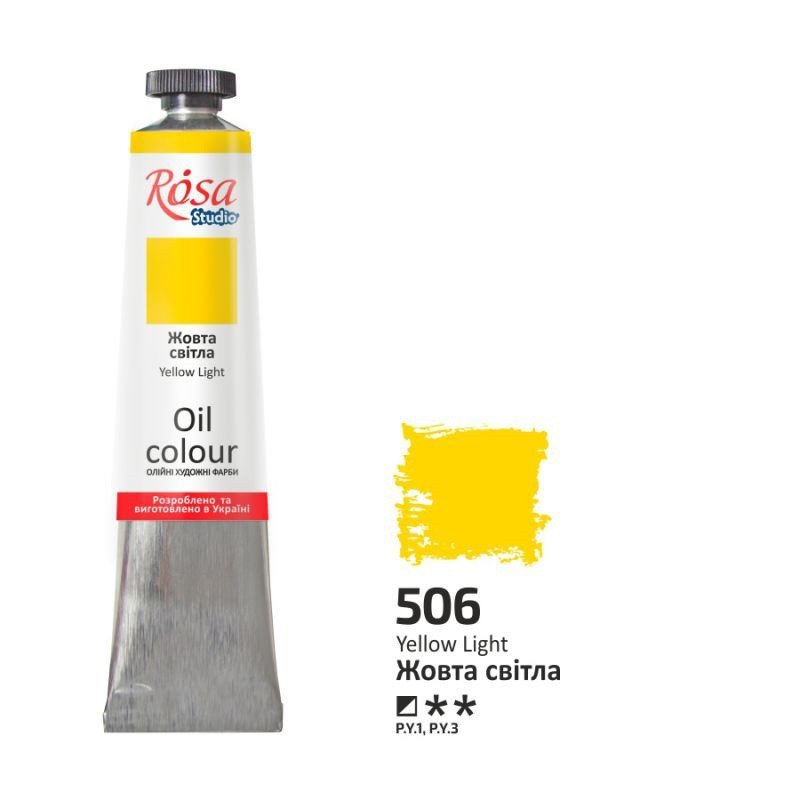 Rósa
Studio
Жовта
світла
Yellow Light
Oil
colour
ОЛІЙНІ ХУДОЖНІ ФАРБИ
Розроблено та
виготовлено в Україні
506
Yellow Light
Жовта світла
**
P.Y.1, P.Y.3